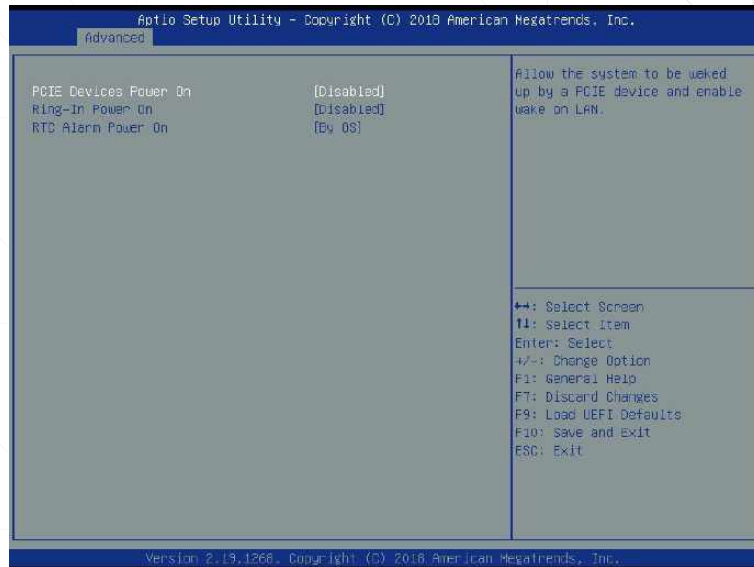 Aptio Setup Utility - Copyright (C) 2018 American Megatrends, Inc.
Advanced
PCIE Devices Power On [Disabled]
Ring-In Power On [Disabled]
RTC Alarm Power On [By OS]
Allow the system to be waked
up by a PCIE device and enable
wake on LAN.
↔: Select Screen
↑↓: Select Item
Enter: Select
+/-: Change Option
F1: General Help
F7: Discard Changes
F9: Load UEFI Defaults
F10: Save and Exit
ESC: Exit
Version 2.19.1268. Copyright (C) 2018 American Megatrends, Inc.